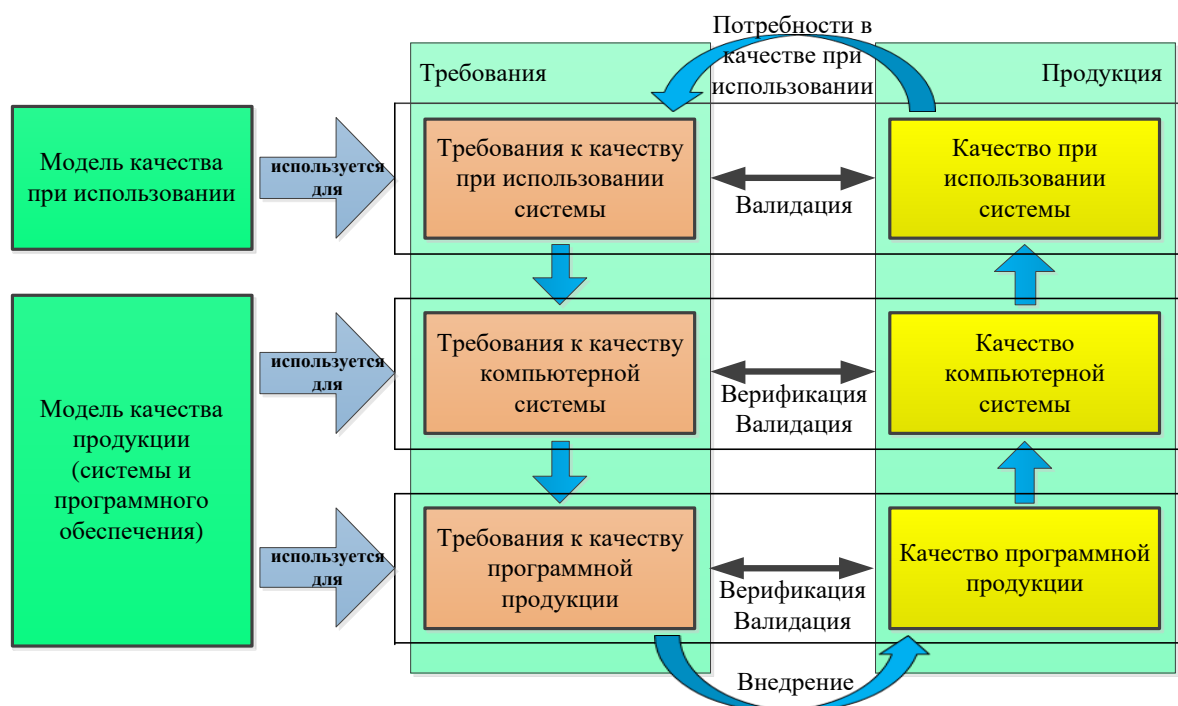 Потребности в
качестве при
использовании
Требования
Продукция
Модель качества
при использовании
используется
для
Требования к качеству
при использовании
системы
Валидация
Качество при
использовании
системы
Модель качества
продукции
(системы и
программного
обеспечения)
используется
для
Требования к качеству
компьютерной
системы
Верификация
Валидация
Качество
компьютерной
системы
используется
для
Требования к качеству
программной
продукции
Верификация
Валидация
Качество программной
продукции
Внедрение